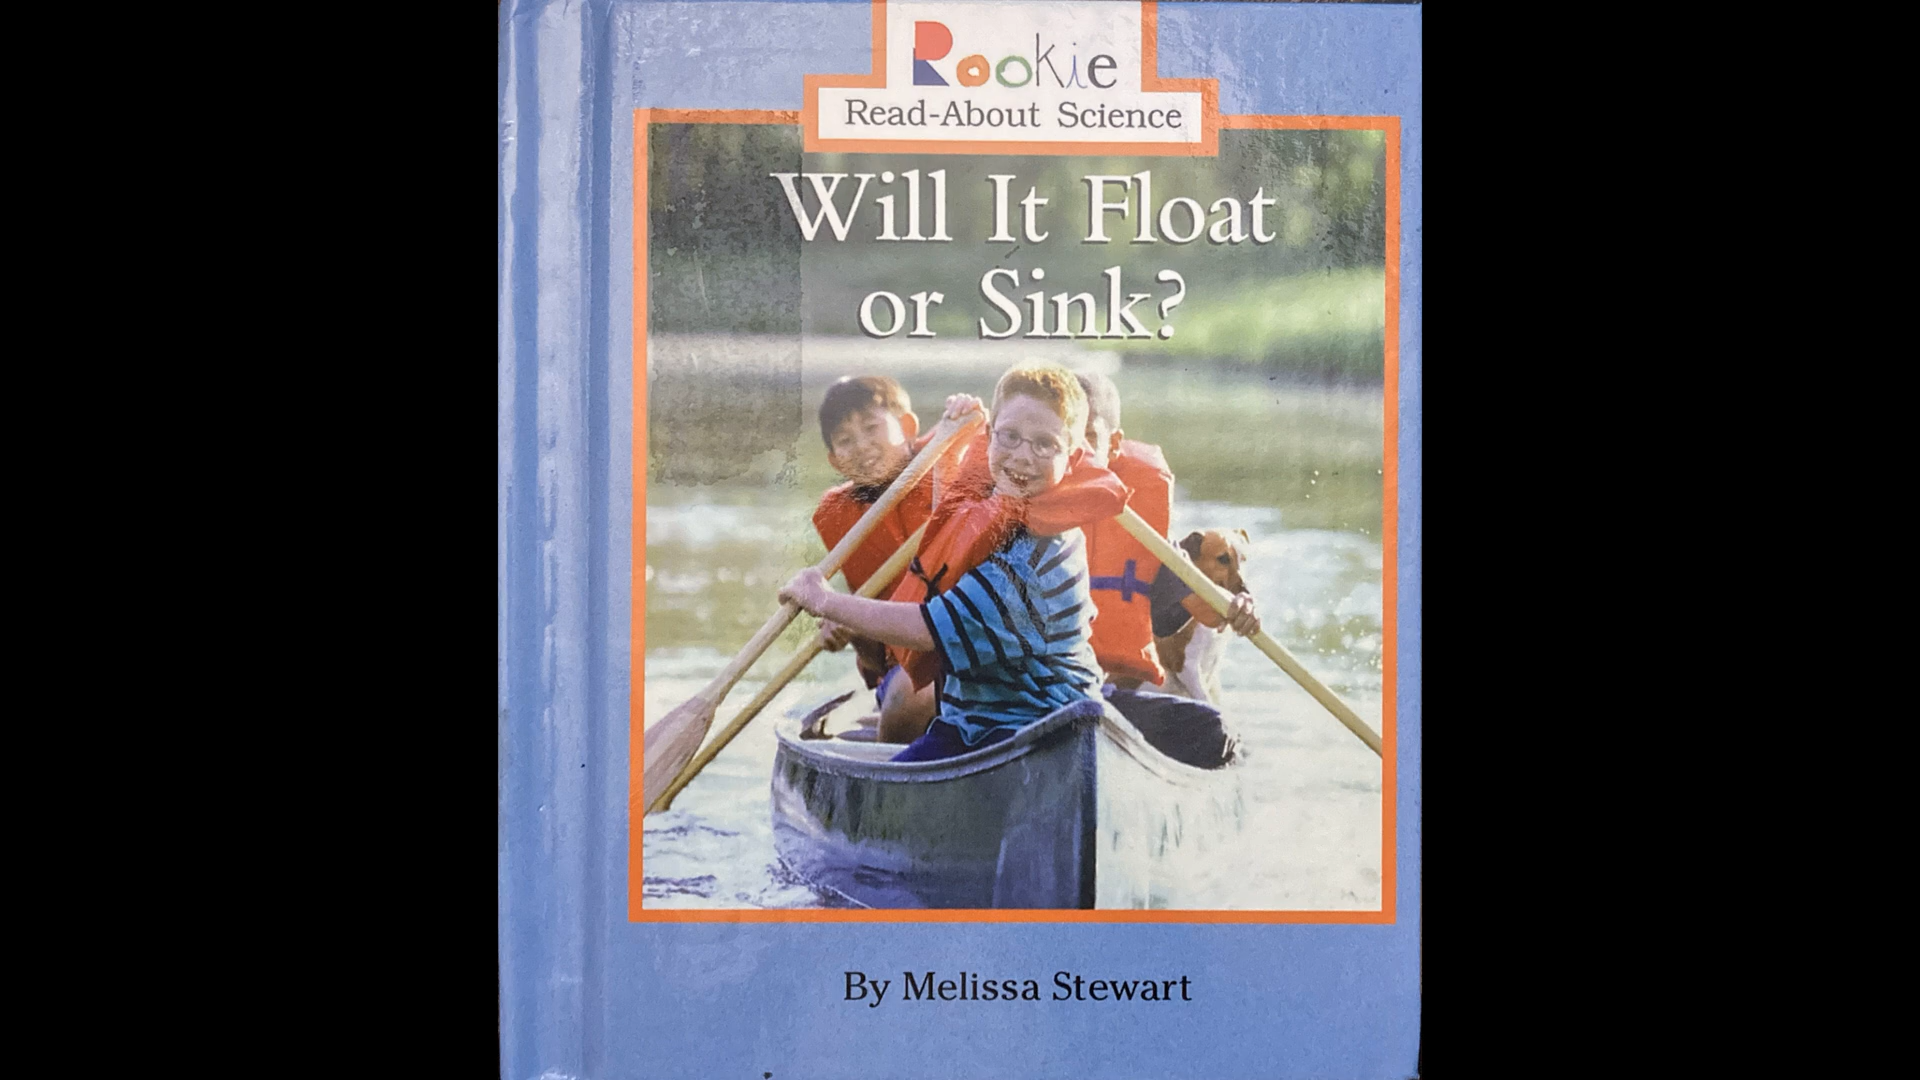 Rookie
Read-About Science
Will It Float
or Sink?
By Melissa Stewart